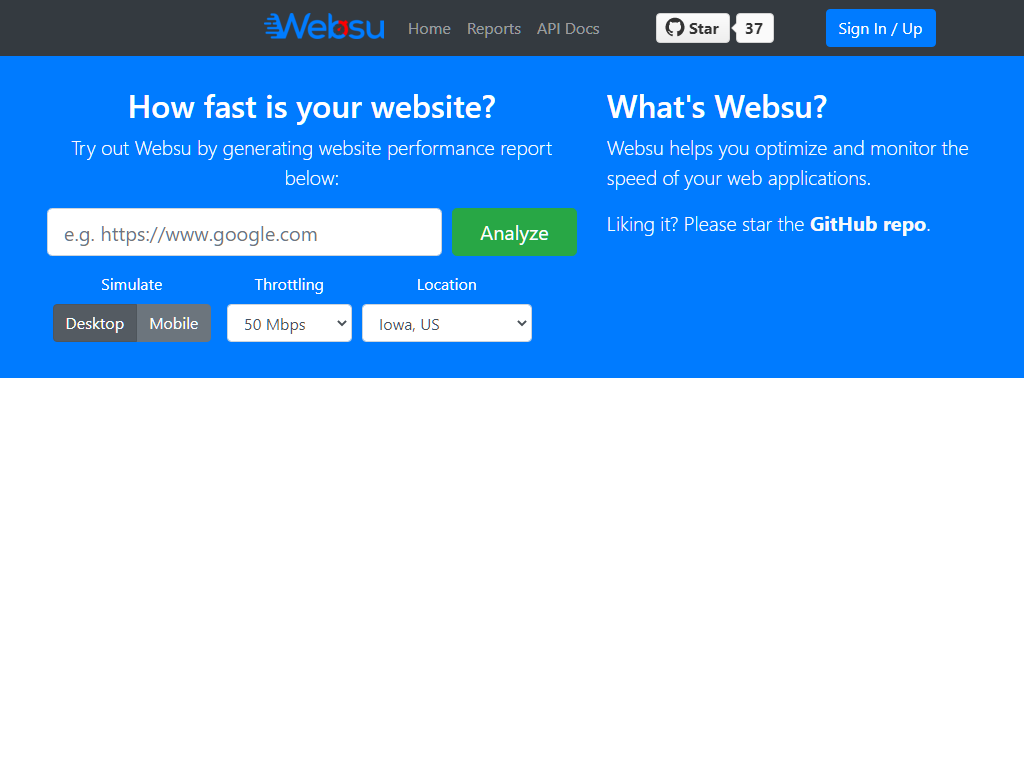 Websu Home Reports API Docs Star 37 Sign In / Up
How fast is your website?
Try out Websu by generating website performance report
below:
e.g. https://www.google.com Analyze
Simulate Throttling Location
Desktop Mobile 50 Mbps Iowa, US
What's Websu?
Websu helps you optimize and monitor the
speed of your web applications.
Liking it? Please star the GitHub repo.